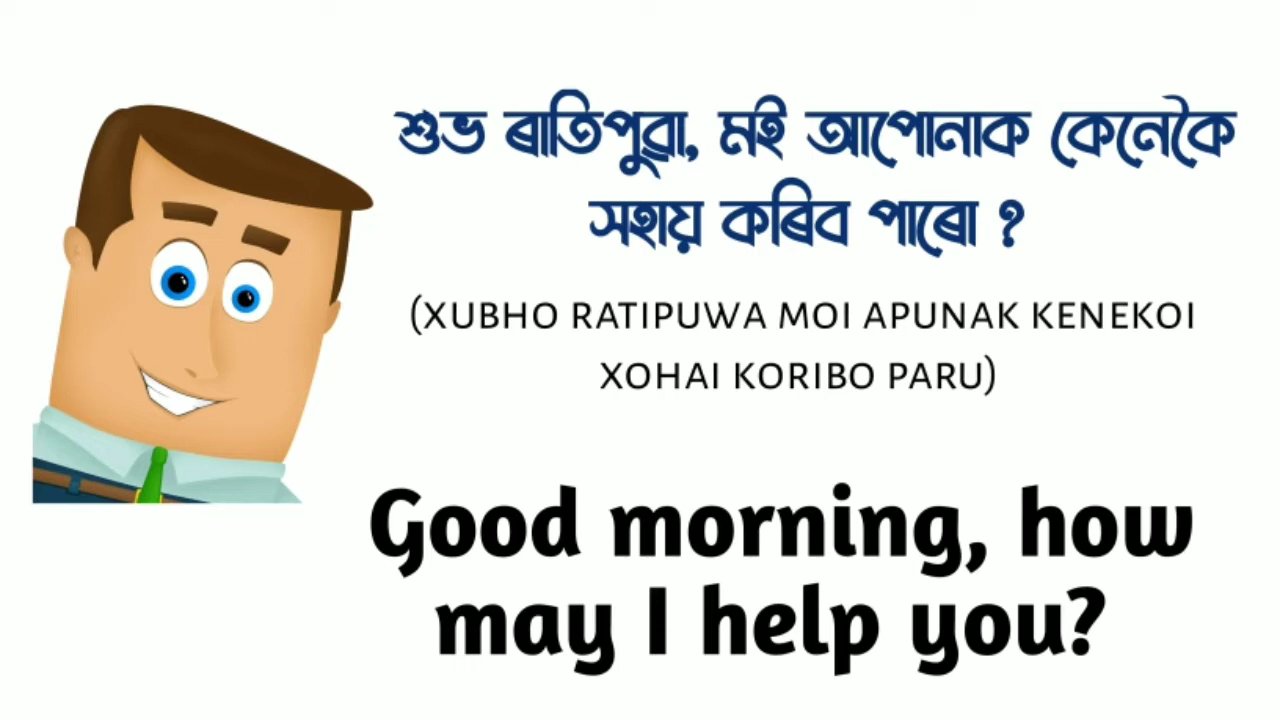 শুভ ৰাতিপুৱা, মই আপোনাক কেনেকৈ
সহায় কৰিব পাৰো ?
(XUBHO RATIPUWA MOI APUNAK KENEKOI
XOHAI KORIBO PARU)
Good morning, how
may I help you?